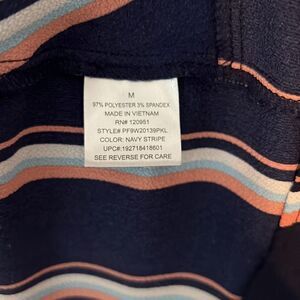 M
97% POLYESTER 3% SPANDEX
MADE IN VIETNAM
RN# 120951
STYLE# PF9W20139PKL
COLOR: NAVY STRIPE
UPC#:192718418601
SEE REVERSE FOR CARE